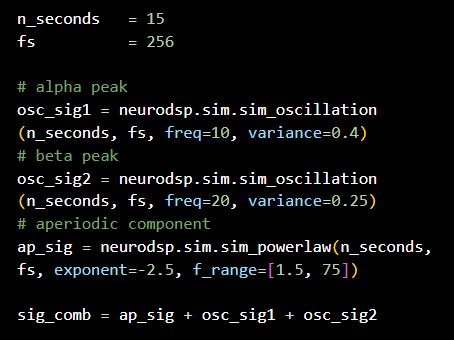 n_seconds   = 15
fs          = 256

# alpha peak
osc_sig1 = neurodsp.sim.sim_oscillation
(n_seconds, fs, freq=10, variance=0.4)
# beta peak
osc_sig2 = neurodsp.sim.sim_oscillation
(n_seconds, fs, freq=20, variance=0.25)
# aperiodic component
ap_sig = neurodsp.sim.sim_powerlaw(n_seconds,
fs, exponent=-2.5, f_range=[1.5, 75])

sig_comb = ap_sig + osc_sig1 + osc_sig2